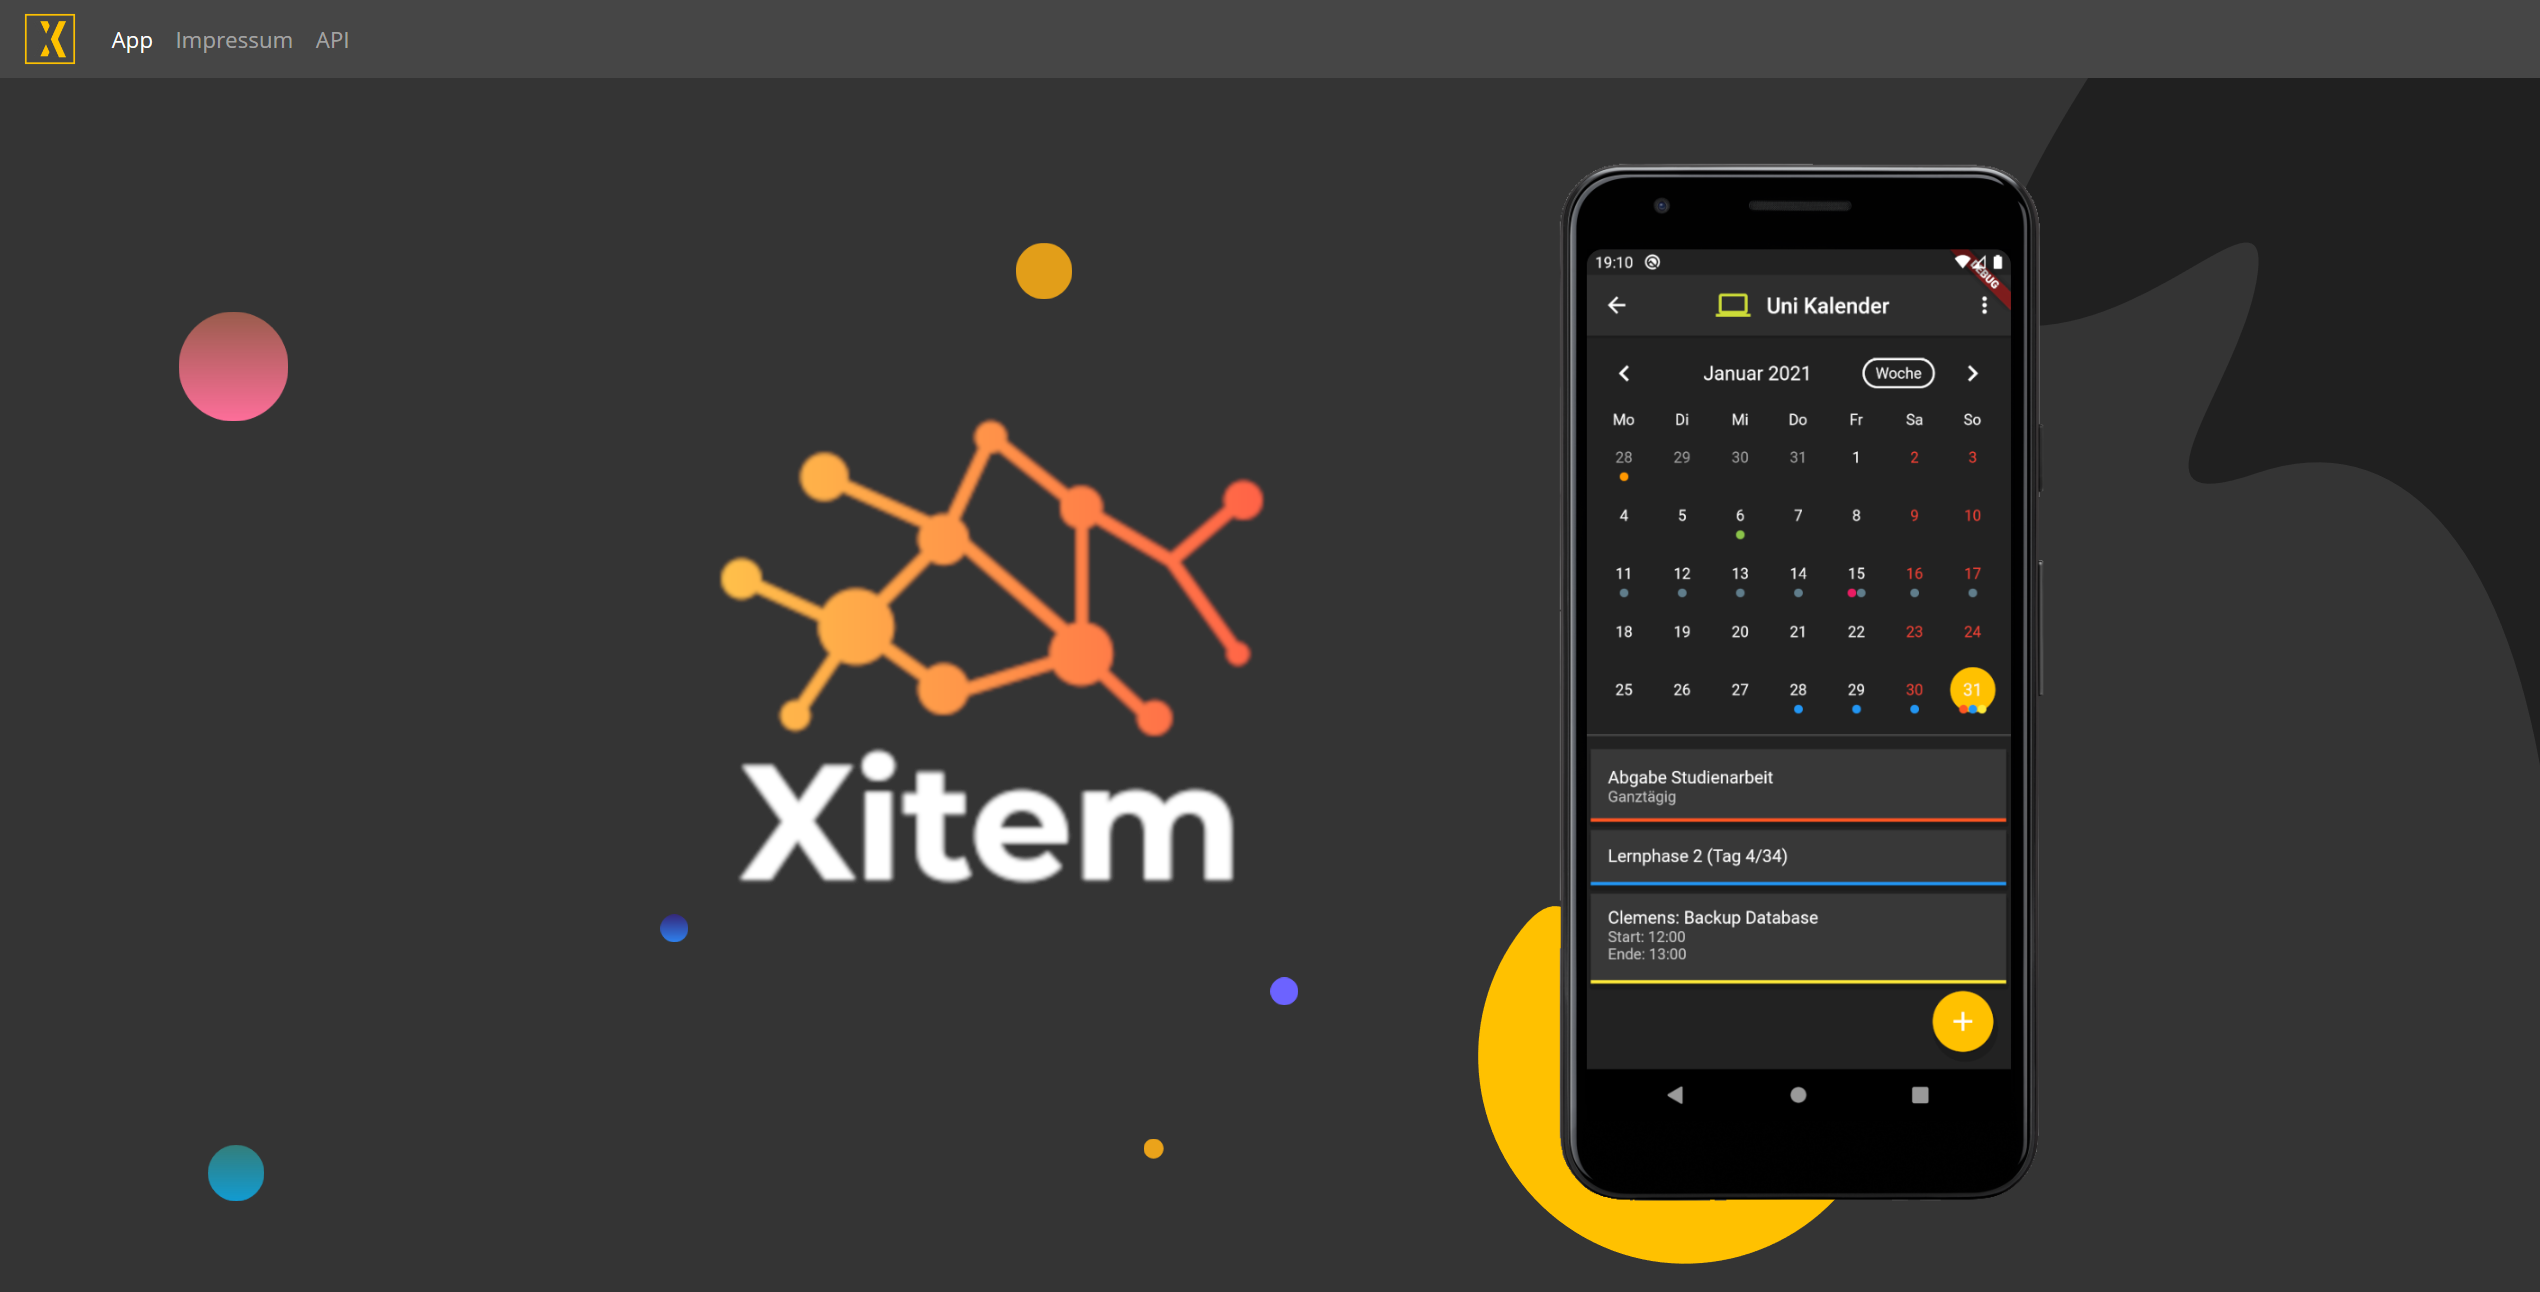 X
App Impressum API
Xitem
19:10
DEBUG
Uni Kalender
Januar 2021
Woche
Mo Di Mi Do Fr Sa So
28 29 30 31 1 2 3
4 5 6 7 8 9 10
11 12 13 14 15 16 17
18 19 20 21 22 23 24
25 26 27 28 29 30 31
Abgabe Studienarbeit
Ganztägig
Lernphase 2 (Tag 4/34)
Clemens: Backup Database
Start: 12:00
Ende: 13:00